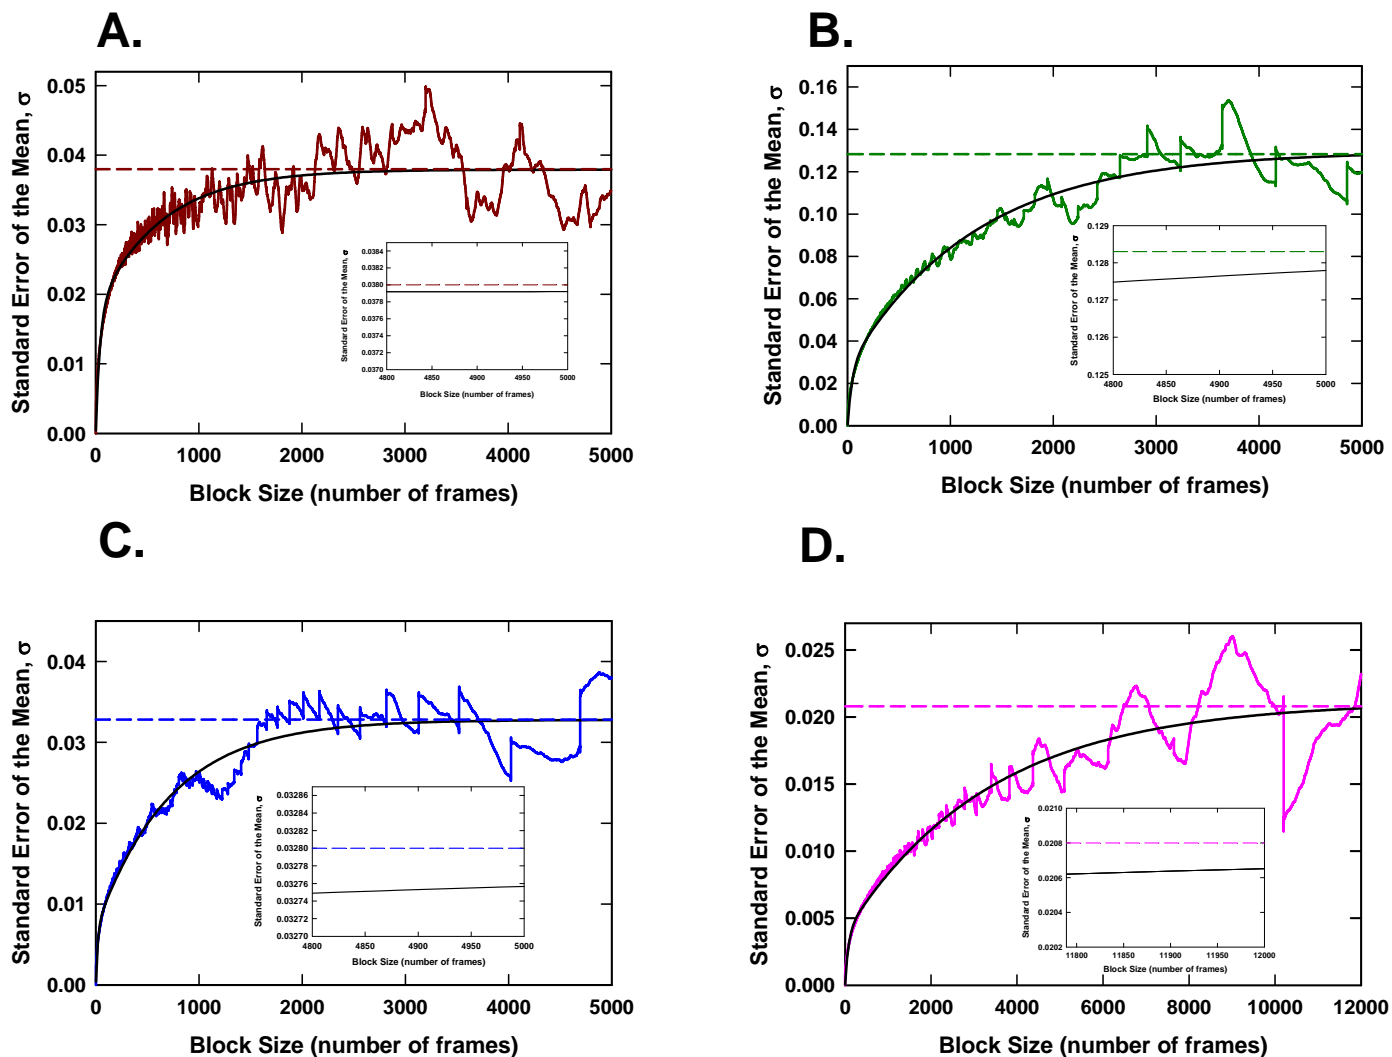 A.
Standard Error of the Mean, σ
0.05
0.04
0.03
0.02
0.01
0.00
0 1000 2000 3000 4000 5000
Block Size (number of frames)
Standard Error of the Mean, σ
0.0384
0.0382
0.0380
0.0378
0.0376
0.0374
0.0372
0.0370
4800 4850 4900 4950 5000
Block Size (number of frames)
B.
Standard Error of the Mean, σ
0.16
0.14
0.12
0.10
0.08
0.06
0.04
0.02
0.00
0 1000 2000 3000 4000 5000
Block Size (number of frames)
Standard Error of the Mean, σ
0.129
0.128
0.127
0.126
0.125
4800 4850 4900 4950 5000
Block Size (number of frames)
C.
Standard Error of the Mean, σ
0.04
0.03
0.02
0.01
0.00
0 1000 2000 3000 4000 5000
Block Size (number of frames)
Standard Error of the Mean, σ
0.03286
0.03284
0.03282
0.03280
0.03278
0.03276
0.03274
0.03272
0.03270
4800 4850 4900 4950 5000
Block Size (number of frames)
D.
Standard Error of the Mean, σ
0.025
0.020
0.015
0.010
0.005
0.000
0 2000 4000 6000 8000 10000 12000
Block Size (number of frames)
Standard Error of the Mean, σ
0.0210
0.0208
0.0206
0.0204
0.0202
11800 11850 11900 11950 12000
Block Size (number of frames)